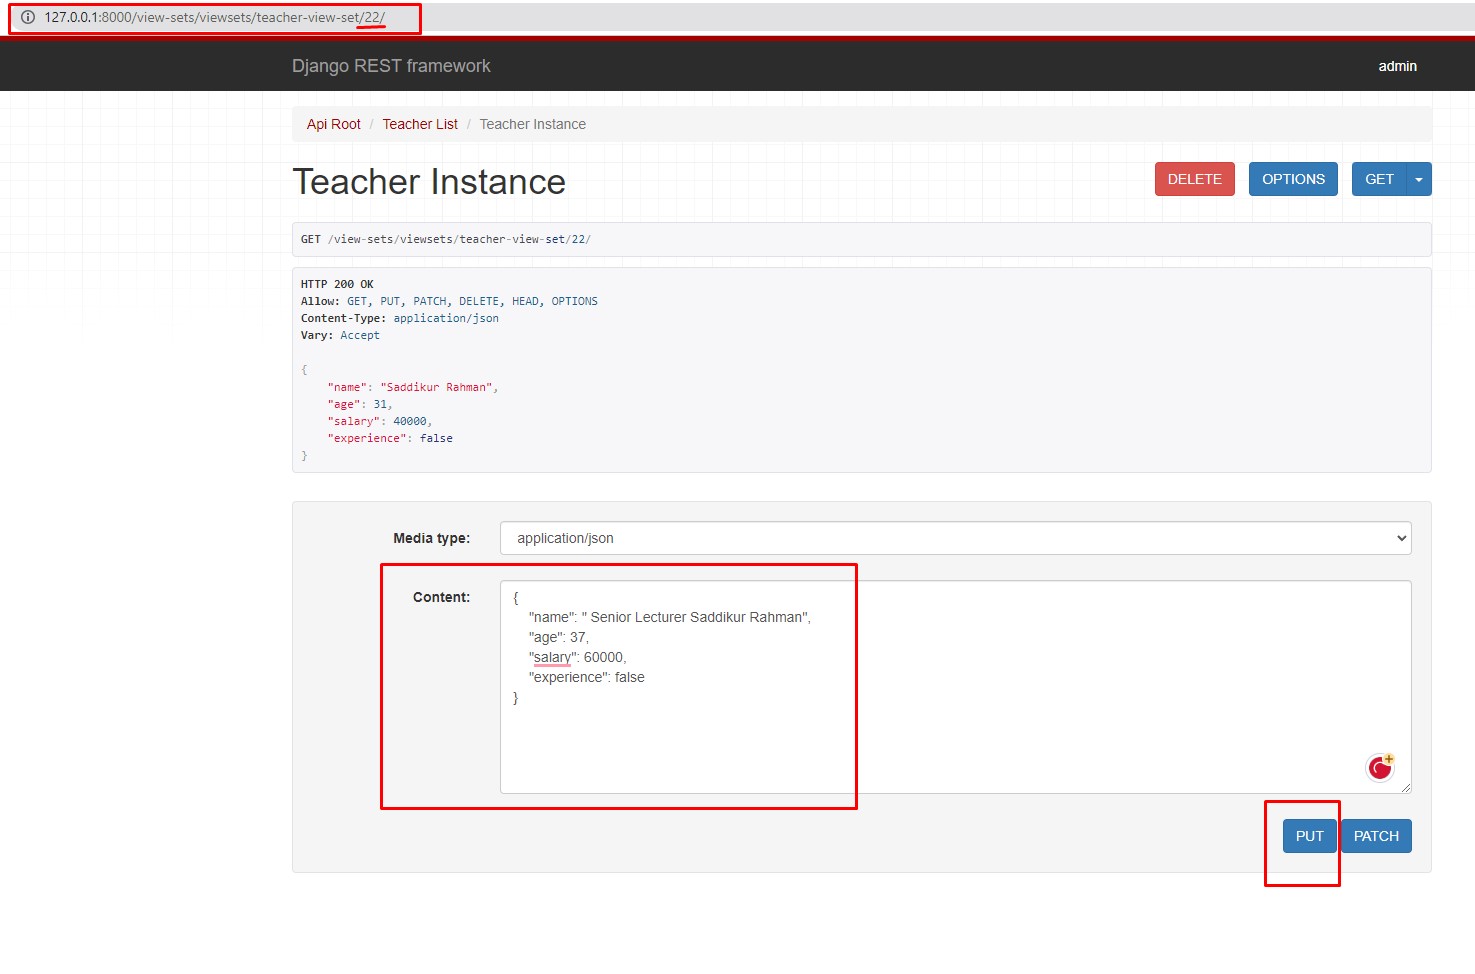 127.0.0.1:8000/view-sets/viewsets/teacher-view-set/22/
Django REST framework
admin
Api Root / Teacher List / Teacher Instance
Teacher Instance
DELETE
OPTIONS
GET
GET /view-sets/viewsets/teacher-view-set/22/
HTTP 200 OK
Allow: GET, PUT, PATCH, DELETE, HEAD, OPTIONS
Content-Type: application/json
Vary: Accept
{
"name": "Saddikur Rahman",
"age": 31,
"salary": 40000,
"experience": false
}
Media type:
application/json
Content:
{
"name": " Senior Lecturer Saddikur Rahman",
"age": 37,
"salary": 60000,
"experience": false
}
PUT
PATCH